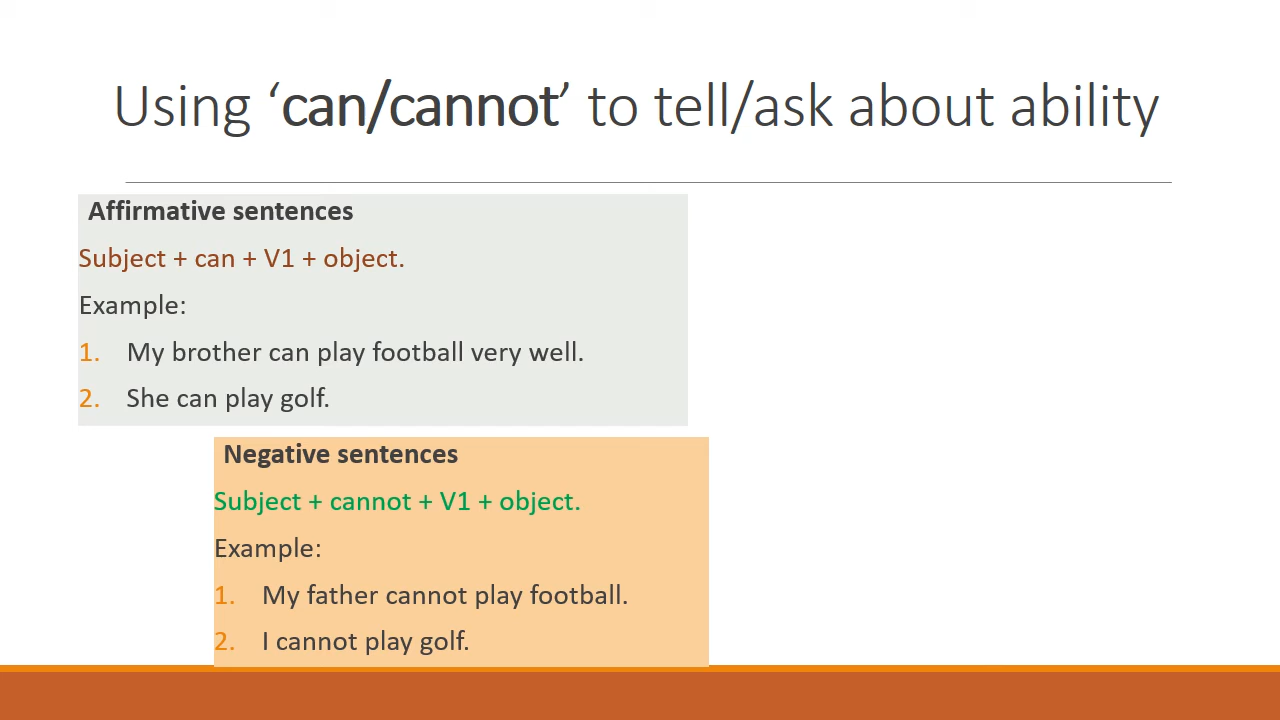 Using ‘can/cannot’ to tell/ask about ability
Affirmative sentences
Subject + can + V1 + object.
Example:
1. My brother can play football very well.
2. She can play golf.
Negative sentences
Subject + cannot + V1 + object.
Example:
1. My father cannot play football.
2. I cannot play golf.